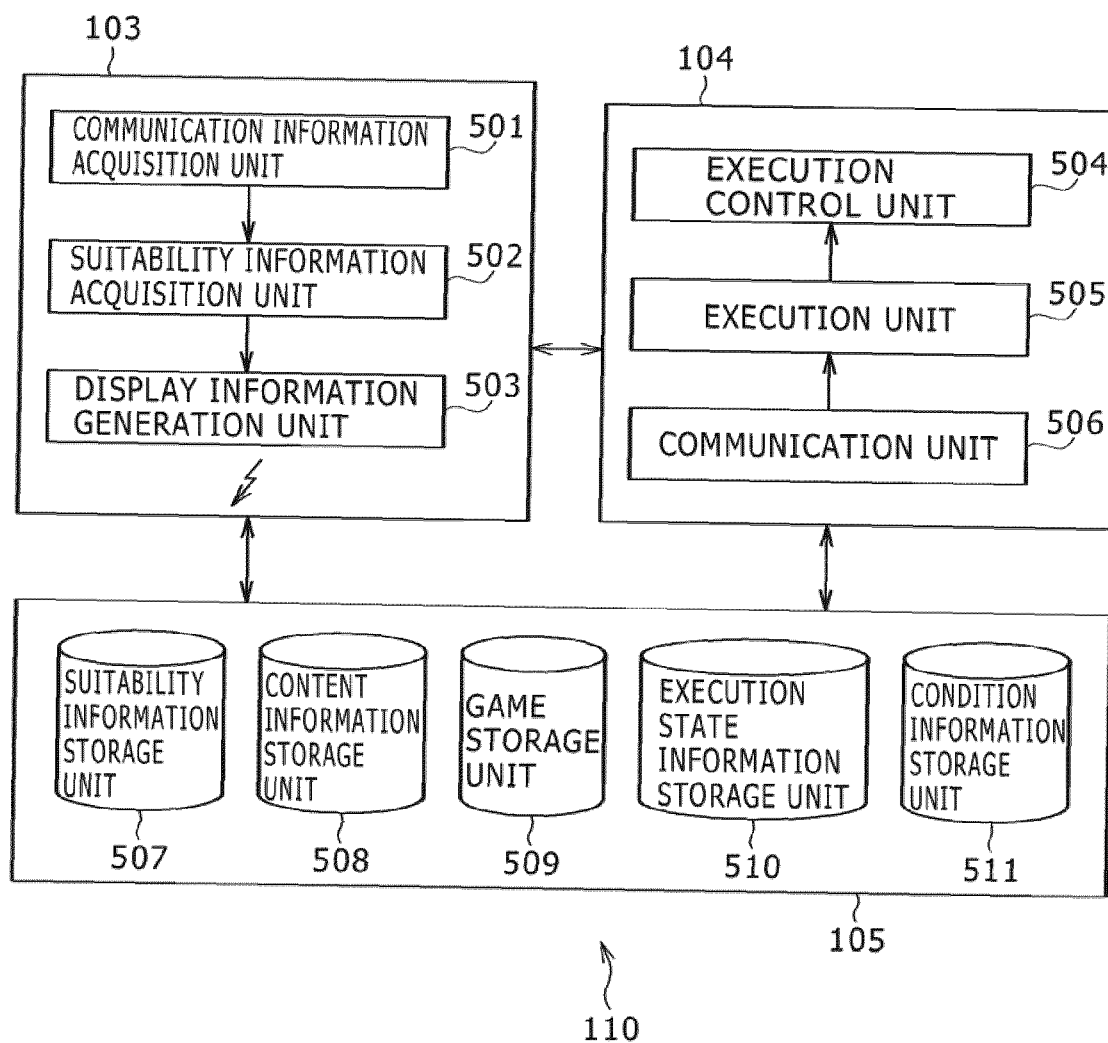 103
COMMUNICATION INFORMATION
ACQUISITION UNIT
501
SUITABILITY INFORMATION
ACQUISITION UNIT
502
DISPLAY INFORMATION
GENERATION UNIT
503
104
EXECUTION
CONTROL UNIT
504
EXECUTION UNIT
505
COMMUNICATION UNIT
506
SUITABILITY
INFORMATION
STORAGE
UNIT
507
CONTENT
INFORMATION
STORAGE
UNIT
508
GAME
STORAGE
UNIT
509
EXECUTION
STATE
INFORMATION
STORAGE UNIT
510
CONDITION
INFORMATION
STORAGE
UNIT
511
105
110